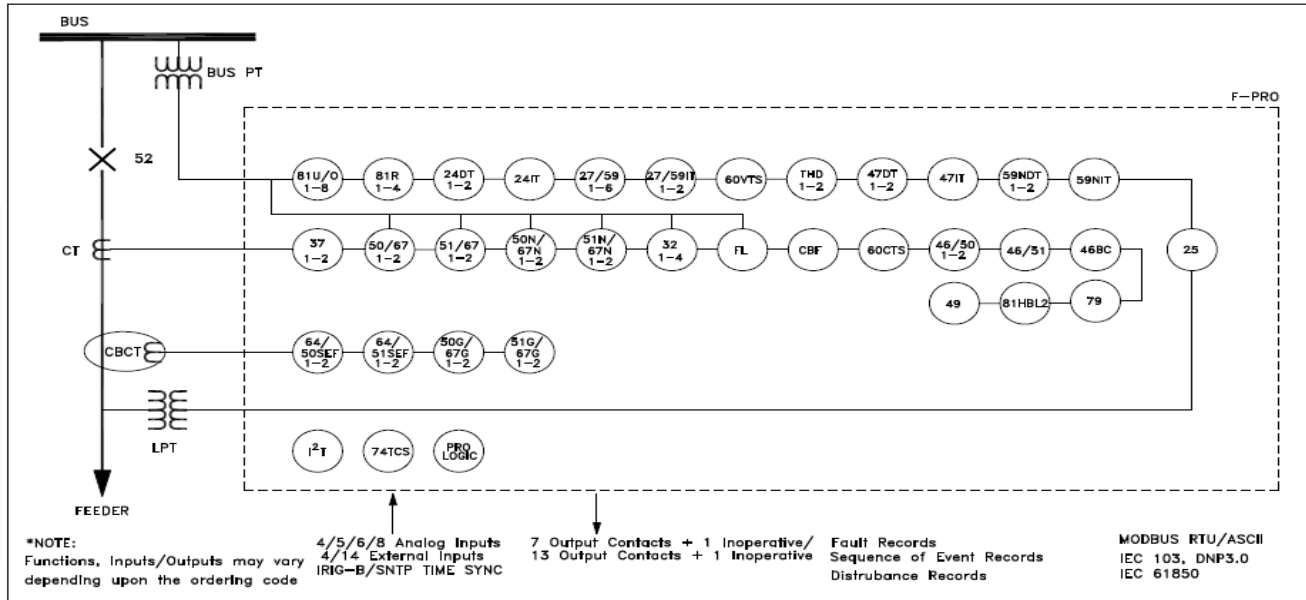 BUS
BUS PT
F-PRO
52
81U/O
1-8
81R
1-4
24DT
1-2
24IT
27/59
1-6
27/59IT
1-2
60VTS
THD
1-2
47DT
1-2
47IT
59NDT
1-2
59NIT
CT
37
1-2
50/67
1-2
51/67
1-2
50N/
67N
1-2
51N/
67N
1-2
32
1-4
FL
CBF
60CTS
46/50
1-2
46/51
46BC
25
49
81HBL2
79
CBCT
64/
50SEF
1-2
64/
51SEF
1-2
50G/
67G
1-2
51G/
67G
1-2
LPT
I²T
74TCS
PRO
LOGIC
FEEDER
*NOTE:
Functions, Inputs/Outputs may vary
depending upon the ordering code
4/5/6/8 Analog Inputs
4/14 External Inputs
IRIG-B/SNTP TIME SYNC
7 Output Contacts + 1 Inoperative/
13 Output Contacts + 1 Inoperative
Fault Records
Sequence of Event Records
Distrubance Records
MODBUS RTU/ASCII
IEC 103, DNP3.0
IEC 61850